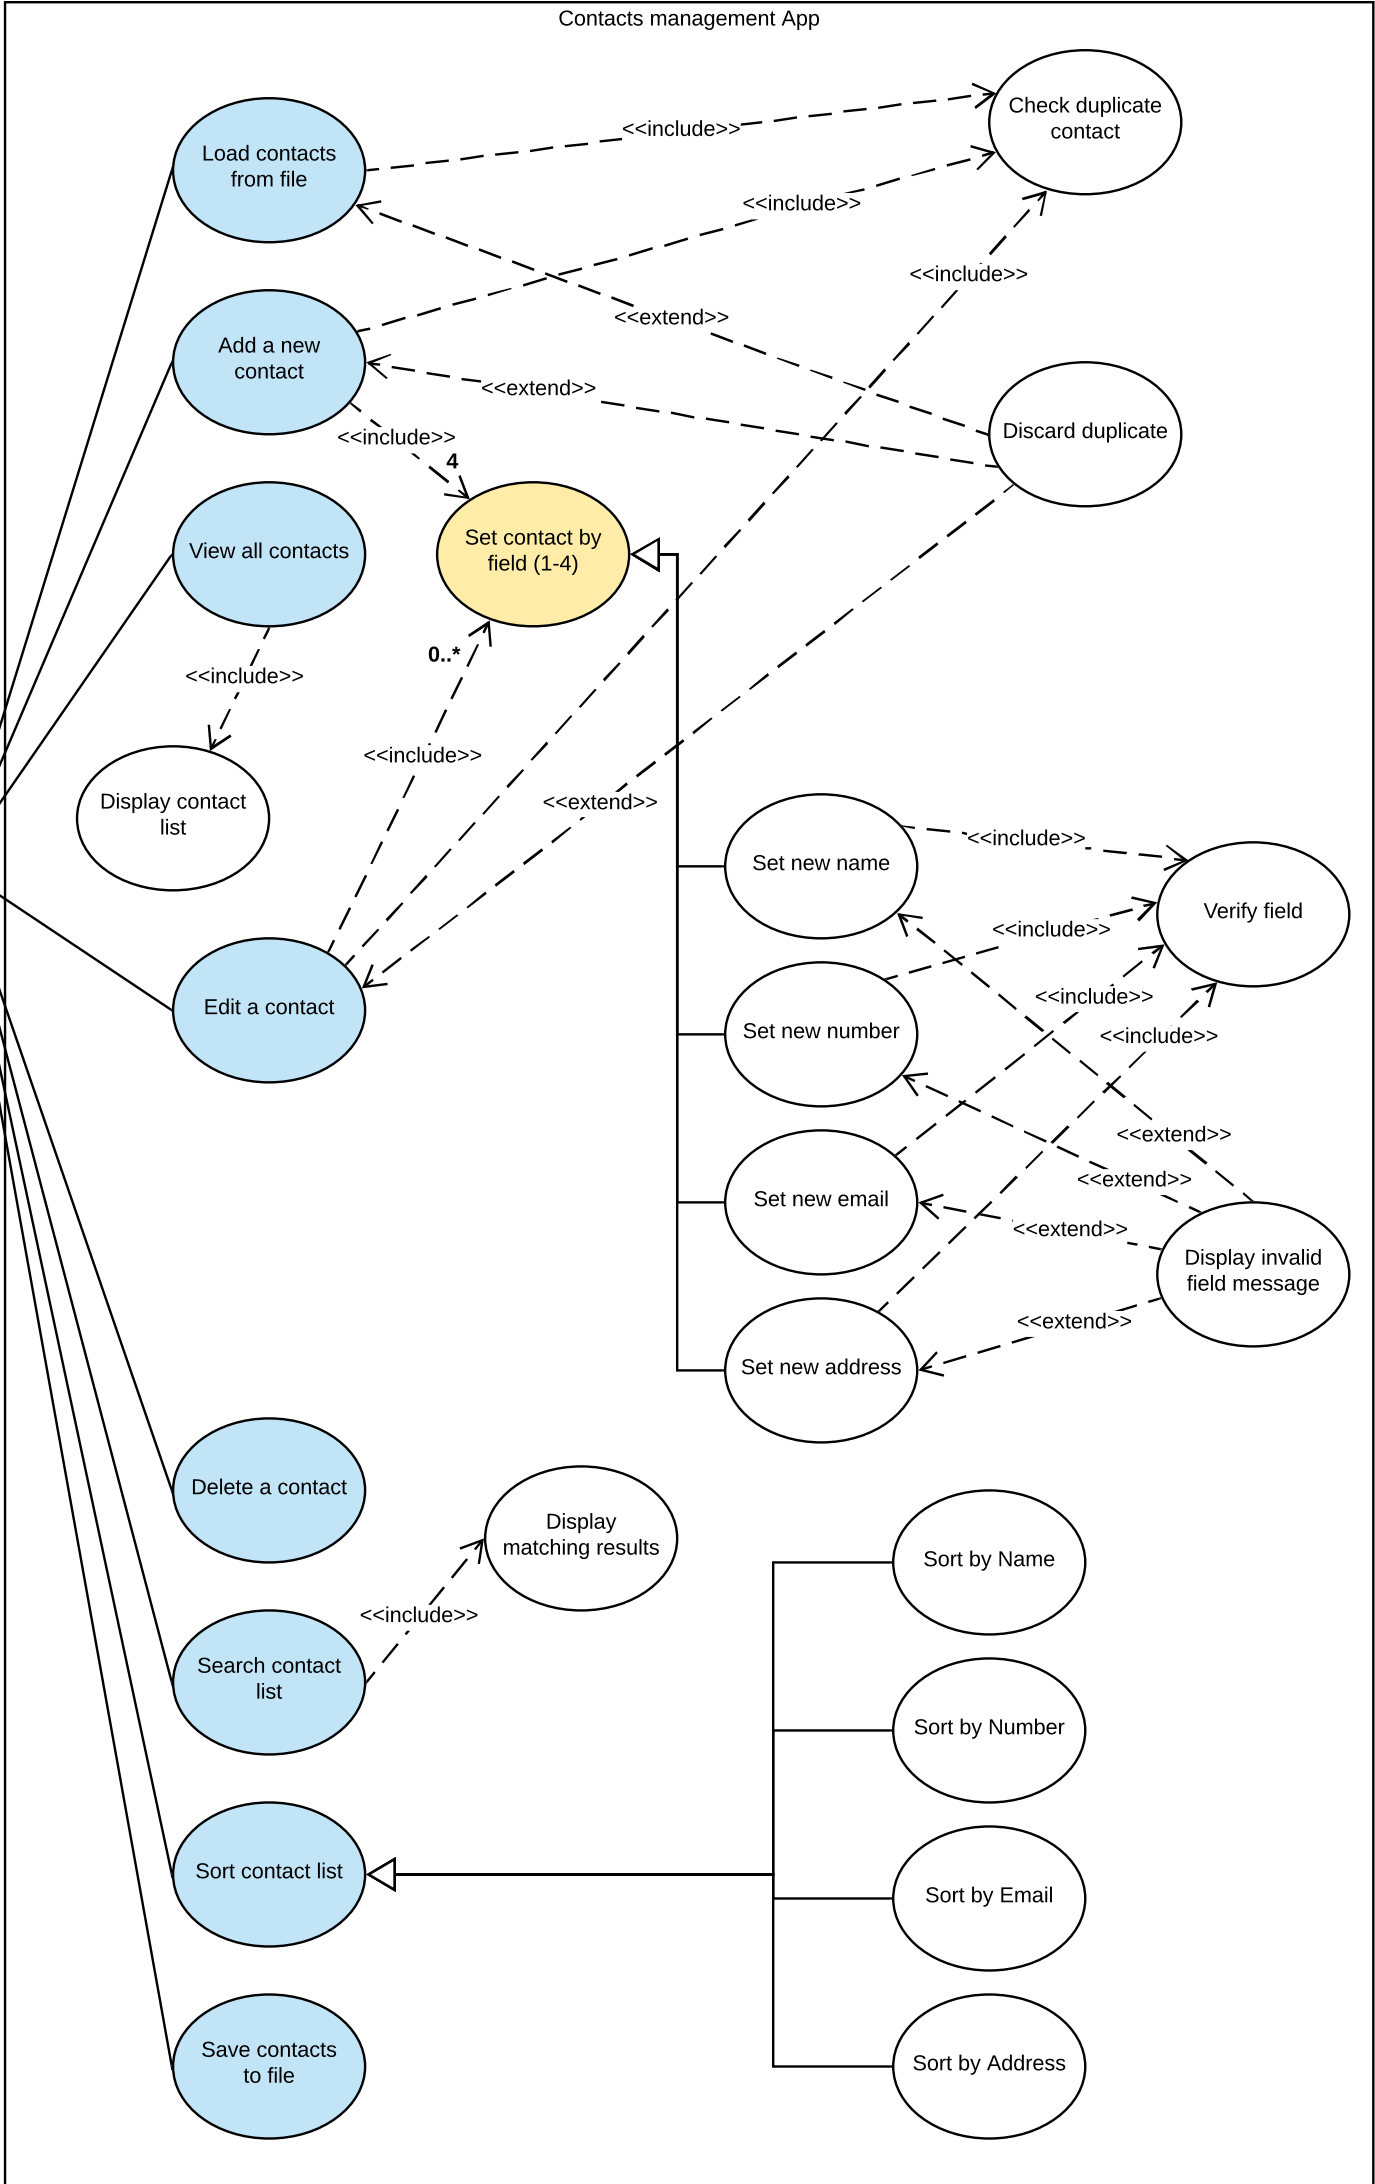 Contacts management App
Check duplicate
contact
Load contacts
from file
<<include>>
<<include>>
<<include>>
<<extend>>
Add a new
contact
<<extend>>
Discard duplicate
<<include>>
4
Set contact by
field (1-4)
View all contacts
0..*
<<include>>
<<include>>
Display contact
list
<<extend>>
Set new name
<<include>>
Verify field
<<include>>
Edit a contact
Set new number
<<include>>
<<include>>
<<extend>>
<<extend>>
Set new email
<<extend>>
Display invalid
field message
<<extend>>
Set new address
Delete a contact
Display
matching results
Sort by Name
<<include>>
Search contact
list
Sort by Number
Sort contact list
Sort by Email
Save contacts
to file
Sort by Address